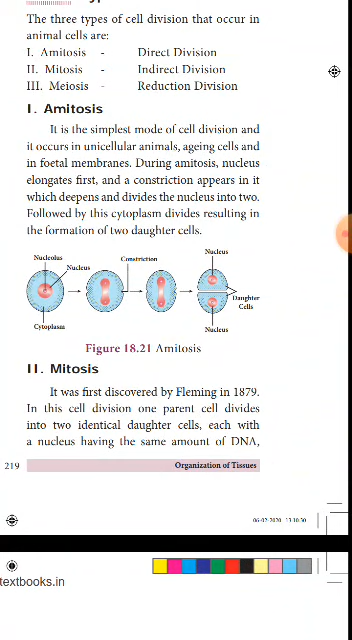 The three types of cell division that occur in
animal cells are:
I. Amitosis - Direct Division
II. Mitosis - Indirect Division
III. Meiosis - Reduction Division
I. Amitosis
It is the simplest mode of cell division and
it occurs in unicellular animals, ageing cells and
in foetal membranes. During amitosis, nucleus
elongates first, and a constriction appears in it
which deepens and divides the nucleus into two.
Followed by this cytoplasm divides resulting in
the formation of two daughter cells.
Nucleolus
Nucleus
Constriction
Nucleus
Daughter
Cells
Cytoplasm
Nucleus
Figure 18.21 Amitosis
II. Mitosis
It was first discovered by Fleming in 1879.
In this cell division one parent cell divides
into two identical daughter cells, each with
a nucleus having the same amount of DNA,
219
Organization of Tissues
06-02-2020 13:10:30
textbooks.in